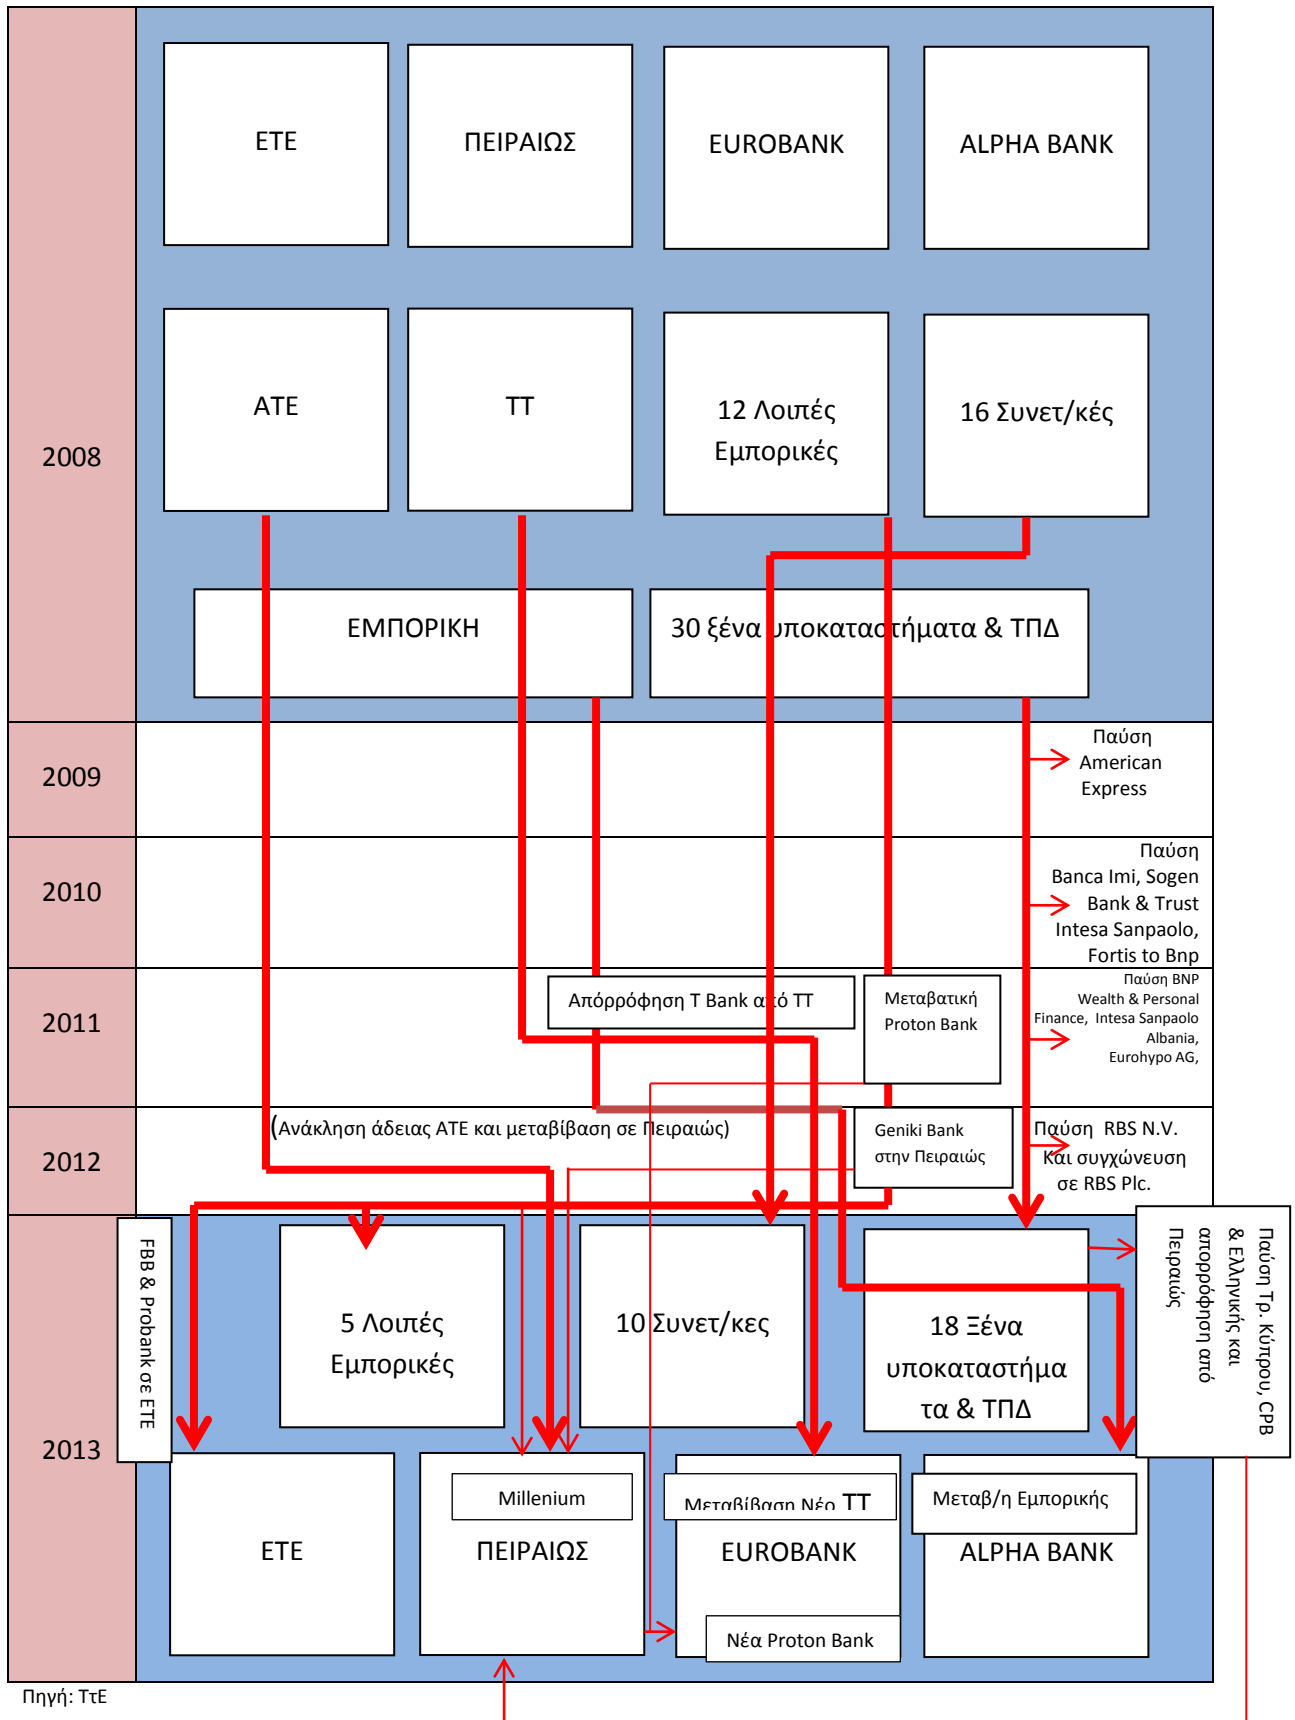 2008
ΕΤΕ
ΠΕΙΡΑΙΩΣ
EUROBANK
ALPHA BANK
ΑΤΕ
ΤΤ
12 Λοιπές
Εμπορικές
16 Συνετ/κές
ΕΜΠΟΡΙΚΗ
30 ξένα υποκαταστήματα & ΤΠΔ
2009
Παύση
American
Express
2010
Παύση
Banca Imi, Sogen
Bank & Trust
Intesa Sanpaolo,
Fortis to Bnp
2011
Απόρρόφηση T Bank από ΤΤ
Μεταβατική
Proton Bank
Παύση BNP
Wealth & Personal
Finance, Intesa Sanpaolo
Albania,
Eurohypo AG,
2012
(Ανάκληση άδειας ΑΤΕ και μεταβίβαση σε Πειραιώς)
Geniki Bank
στην Πειραιώς
Παύση RBS N.V.
Και συγχώνευση
σε RBS Plc.
2013
FBB & Probank σε ΕΤΕ
5 Λοιπές
Εμπορικές
10 Συνετ/κες
18 Ξένα
υποκαταστήμα
τα & ΤΠΔ
Παύση Τρ. Κύπρου, CPB
& Ελληνικής και
απορρόφηση από
Πειραιώς
ΕΤΕ
Millenium
ΠΕΙΡΑΙΩΣ
Μεταβίβαση Νέο ΤΤ
EUROBANK
Νέα Proton Bank
Μεταβ/η Εμπορικής
ALPHA BANK
Πηγή: ΤτΕ